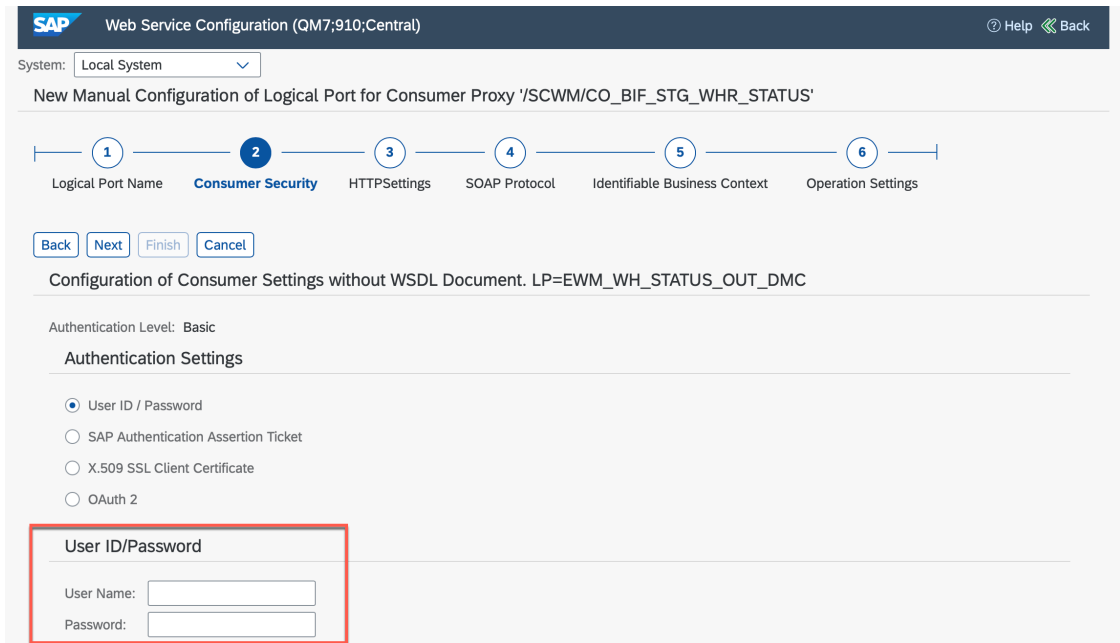 SAP Web Service Configuration (QM7;910;Central) Help Back
System: Local System
New Manual Configuration of Logical Port for Consumer Proxy '/SCWM/CO_BIF_STG_WHR_STATUS'
1 2 3 4 5 6
Logical Port Name Consumer Security HTTPSettings SOAP Protocol Identifiable Business Context Operation Settings
Back Next Finish Cancel
Configuration of Consumer Settings without WSDL Document. LP=EWM_WH_STATUS_OUT_DMC
Authentication Level: Basic
Authentication Settings
User ID / Password
SAP Authentication Assertion Ticket
X.509 SSL Client Certificate
OAuth 2
User ID/Password
User Name:
Password: